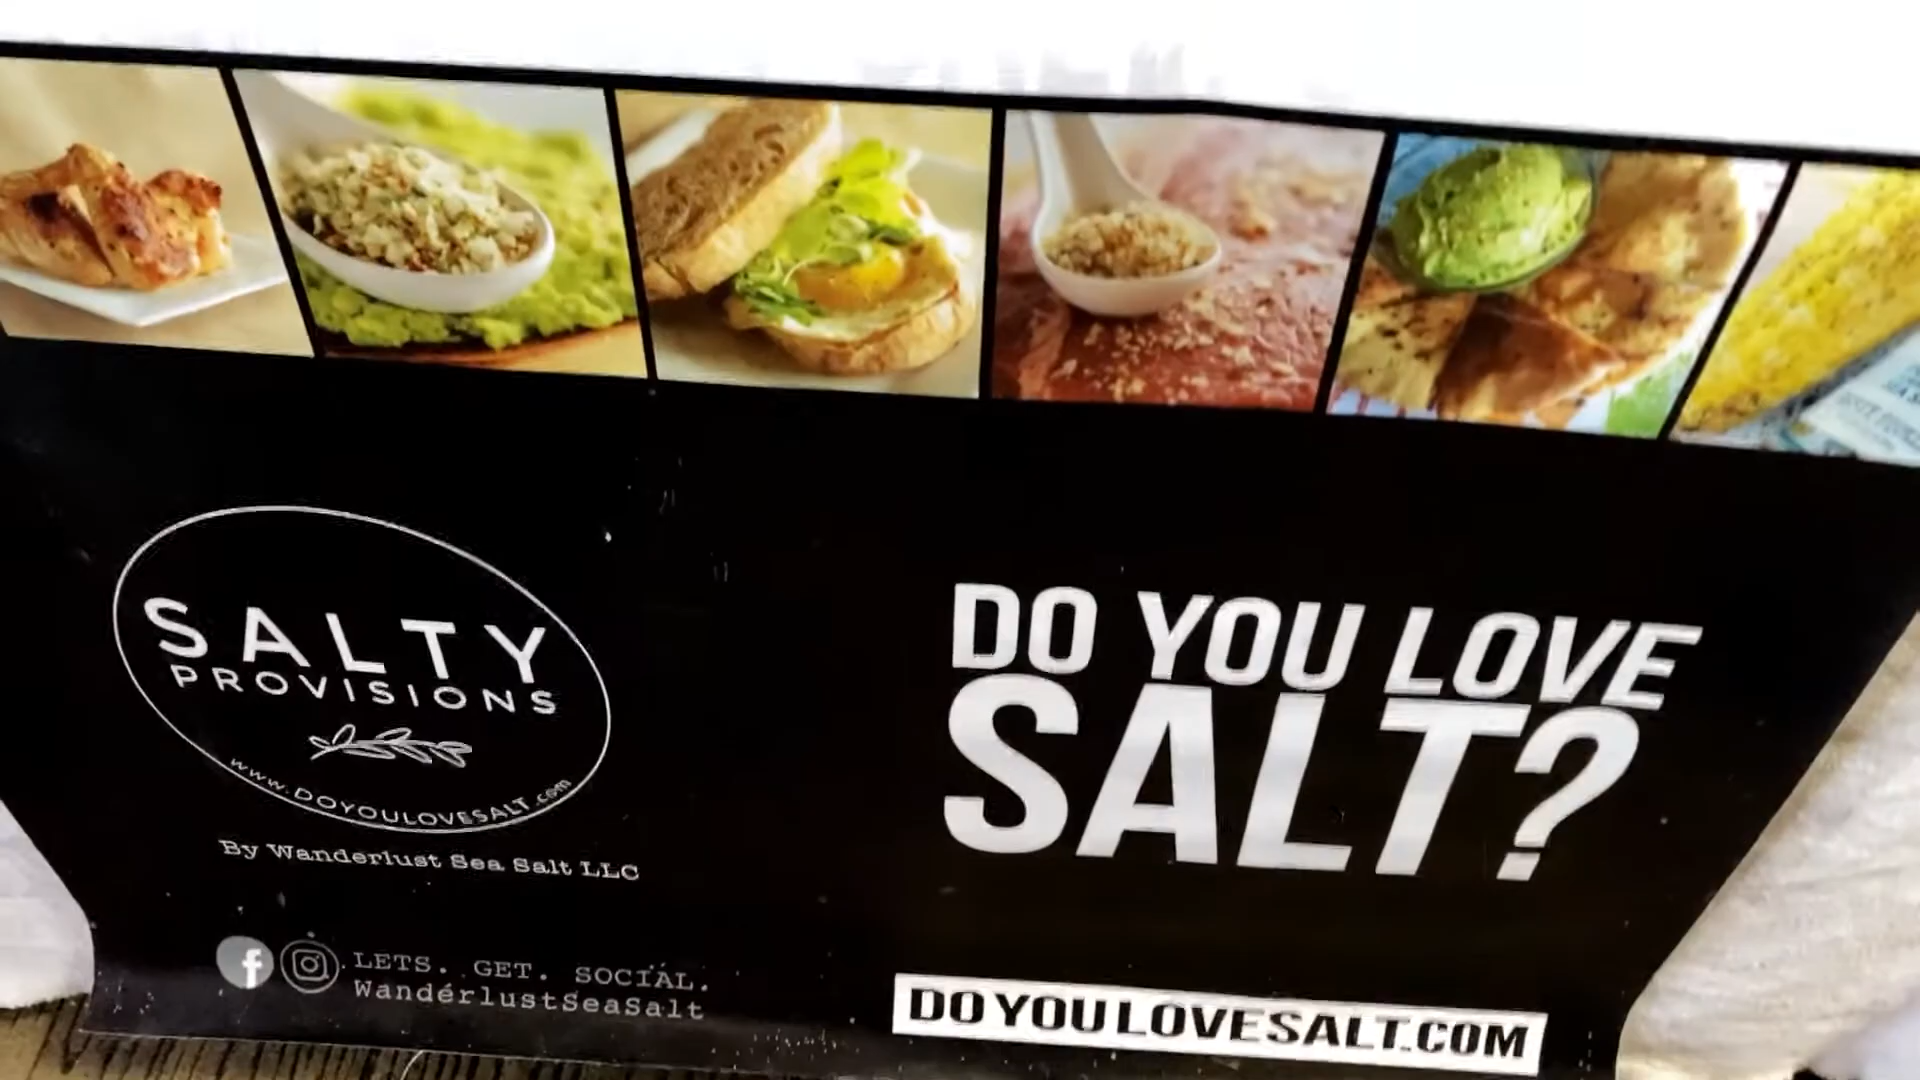 SALTY
PROVISIONS
www.DOYOULOVESALT.com
By Wanderlust Sea Salt LLC
LETS. GET. SOCIAL.
WanderlustSeaSalt
DO YOU LOVE
SALT?
DOYOULOVESALT.COM